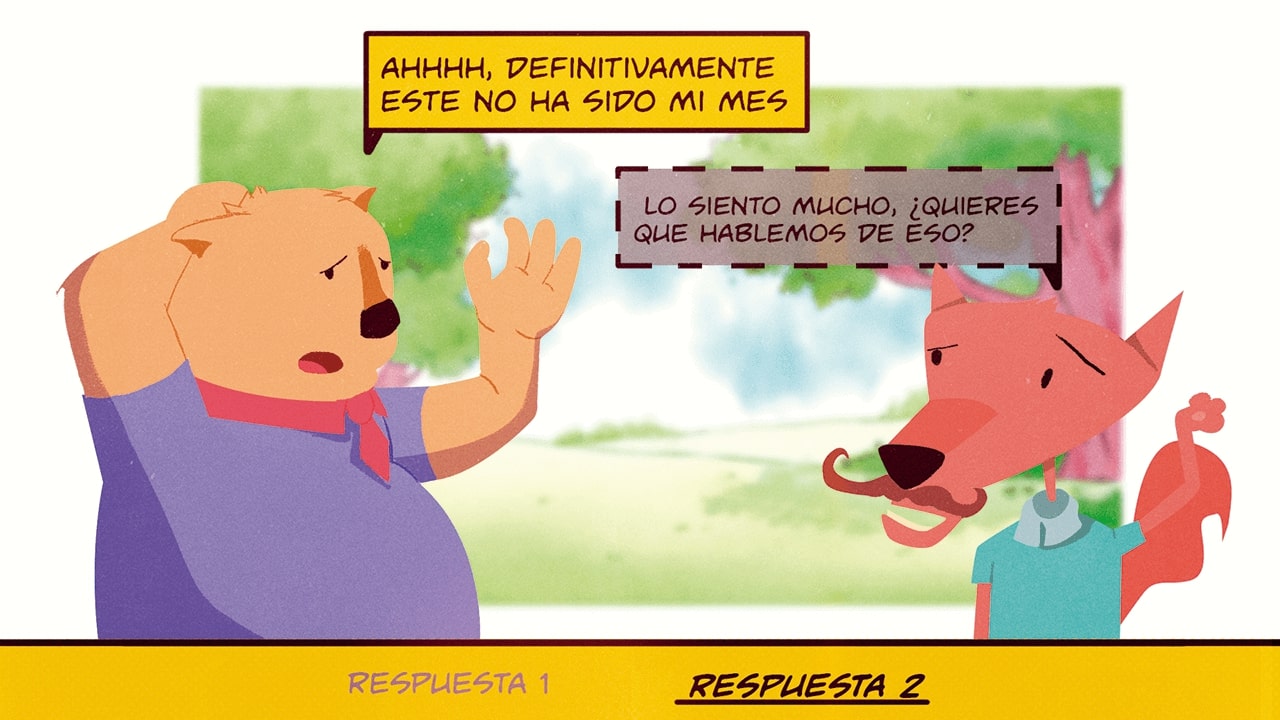 AHHHH, DEFINITIVAMENTE
ESTE NO HA SIDO MI MES
LO SIENTO MUCHO, ¿QUIERES
QUE HABLEMOS DE ESO?
RESPUESTA 1
RESPUESTA 2